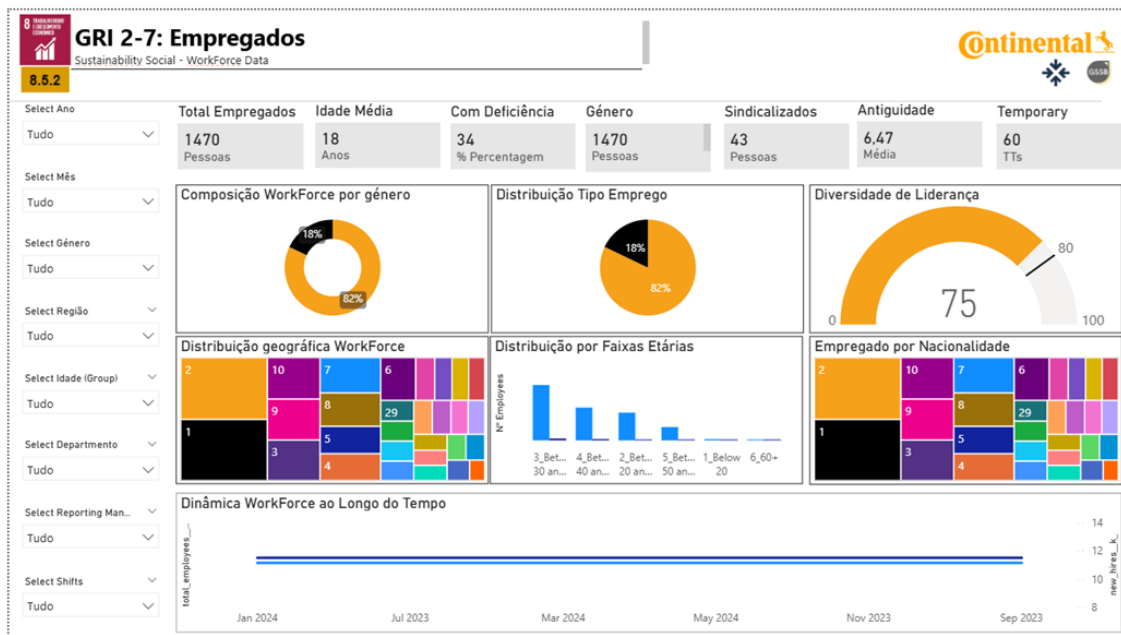 8 TRABALHO DIGNO E CRESCIMENTO ECONÓMICO
GRI 2-7: Empregados
Sustainability Social - WorkForce Data
8.5.2
Continental
GSSB
Select Ano
Tudo
Select Mês
Tudo
Select Género
Tudo
Select Região
Tudo
Select Idade (Group)
Tudo
Select Departmento
Tudo
Select Reporting Man...
Tudo
Select Shifts
Tudo
Total Empregados
1470
Pessoas
Idade Média
18
Anos
Com Deficiência
34
% Percentagem
Género
1470
Pessoas
Sindicalizados
43
Pessoas
Antiguidade
6,47
Média
Temporary
60
TTs
Composição WorkForce por género
18%
82%
Distribuição Tipo Emprego
18%
82%
Diversidade de Liderança
80
75
0
100
Distribuição geográfica WorkForce
2
10
7
6
9
8
29
1
5
3
4
Distribuição por Faixas Etárias
Nº Employees
3_Bet... 30 an...
4_Bet... 40 an...
2_Bet... 20 an...
5_Bet... 50 an...
1_Below 20
6_60+
Empregado por Nacionalidade
2
10
7
6
9
8
29
1
5
3
4
Dinâmica WorkForce ao Longo do Tempo
total_employees_...
14
12
10
8
new_hires_k_
Jan 2024
Jul 2023
Mar 2024
May 2024
Nov 2023
Sep 2023